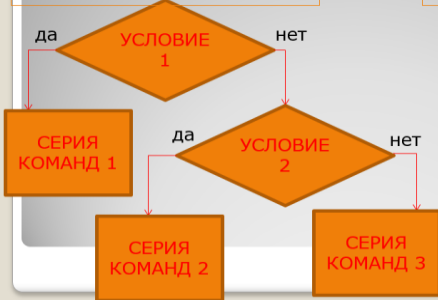 да
УСЛОВИЕ
1
нет
СЕРИЯ
КОМАНД 1
да
УСЛОВИЕ
2
нет
СЕРИЯ
КОМАНД 2
СЕРИЯ
КОМАНД 3